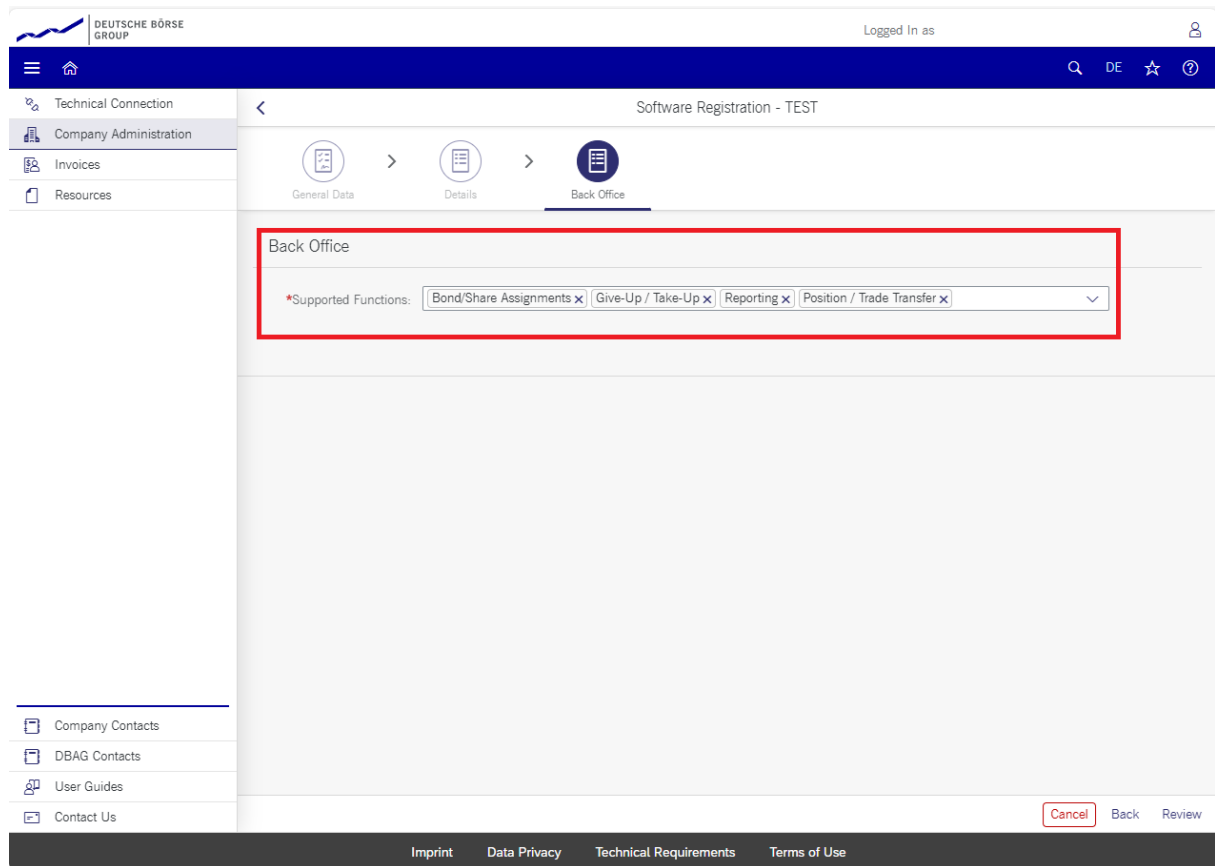 DEUTSCHE BÖRSE
GROUP
Logged In as
DE
Technical Connection
Company Administration
Invoices
Resources
Software Registration - TEST
General Data
Details
Back Office
Back Office
*Supported Functions: Bond/Share Assignments x Give-Up / Take-Up x Reporting x Position / Trade Transfer x
Company Contacts
DBAG Contacts
User Guides
Contact Us
Cancel Back Review
Imprint Data Privacy Technical Requirements Terms of Use